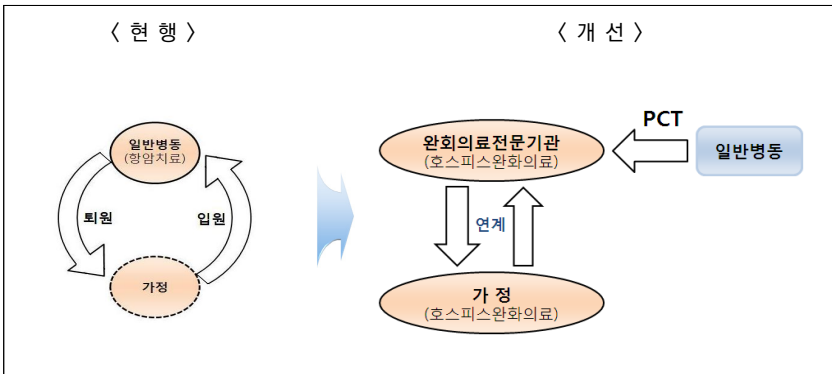 〈 현 행 〉
〈 개 선 〉
일반병동
(항암치료)
퇴원
입원
가정
완회의료전문기관
(호스피스완화의료)
PCT
일반병동
연계
가 정
(호스피스완화의료)